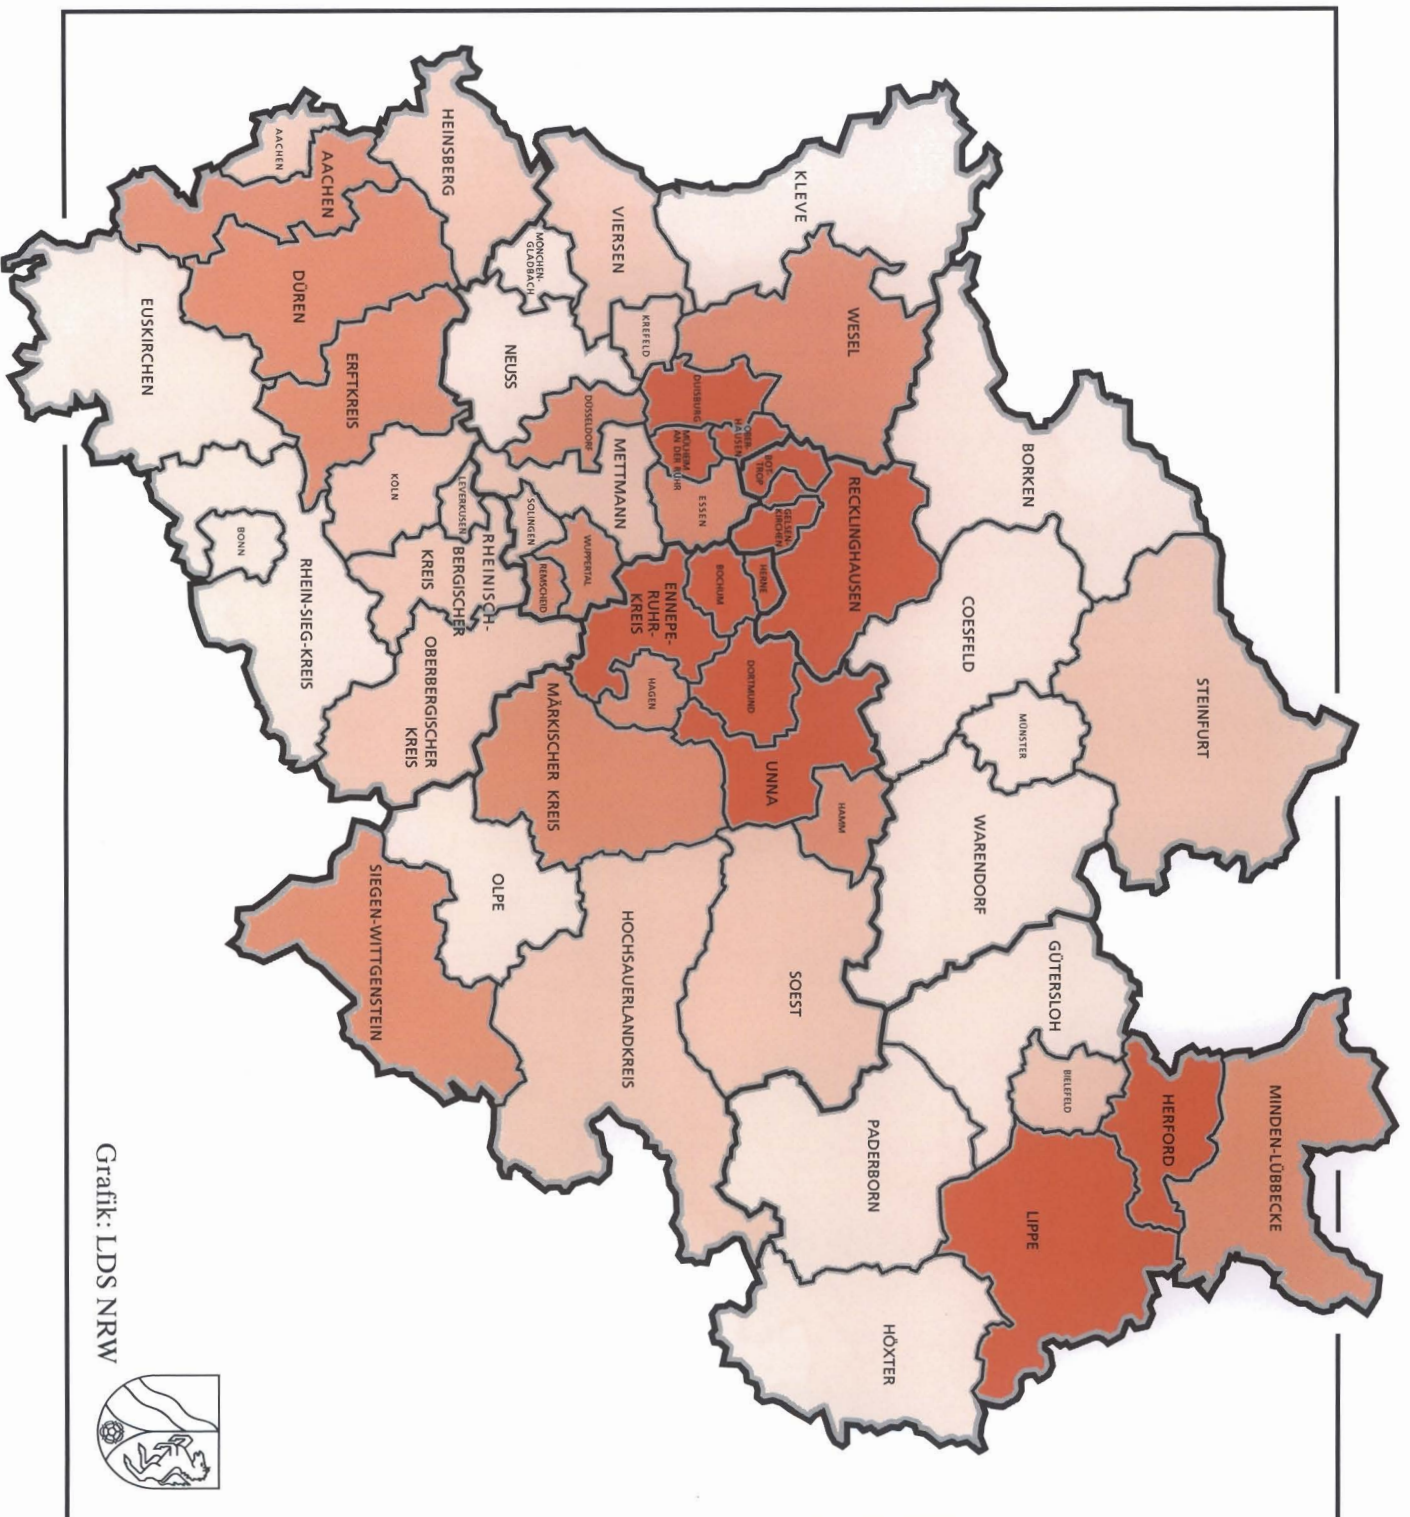 MINDEN-LÜBBECKE
STEINFURT
HERFORD
BIELEFELD
GÜTERSLOH
LIPPE
BORKEN
MÜNSTER
COESFELD
WARENDORF
HÖXTER
PADERBORN
KLEVE
WESEL
RECKLINGHAUSEN
HAMM
UNNA
SOEST
BOT-
TROP
GELSEN-
KIRCHEN
OBER-
HAUSEN
HERNE
DORTMUND
DUISBURG
MÜLHEIM
AN DER RUHR
ESSEN
BOCHUM
ENNEPE-
RUHR-
KREIS
HAGEN
VIERSEN
KREFELD
METTMANN
HOCHSAUERLANDKREIS
DÜSSELDORF
WUPPERTAL
MÖNCHEN-
GLADBACH
NEUSS
SOLINGEN
REMSCHEID
MÄRKISCHER KREIS
OLPE
HEINSBERG
LEVERKUSEN
RHEINISCH-
BERGISCHER
KREIS
OBERBERGISCHER
KREIS
KÖLN
SIEGEN-WITTGENSTEIN
ERFTKREIS
AACHEN
AACHEN
DÜREN
RHEIN-SIEG-KREIS
BONN
EUSKIRCHEN
Grafik: LDS NRW